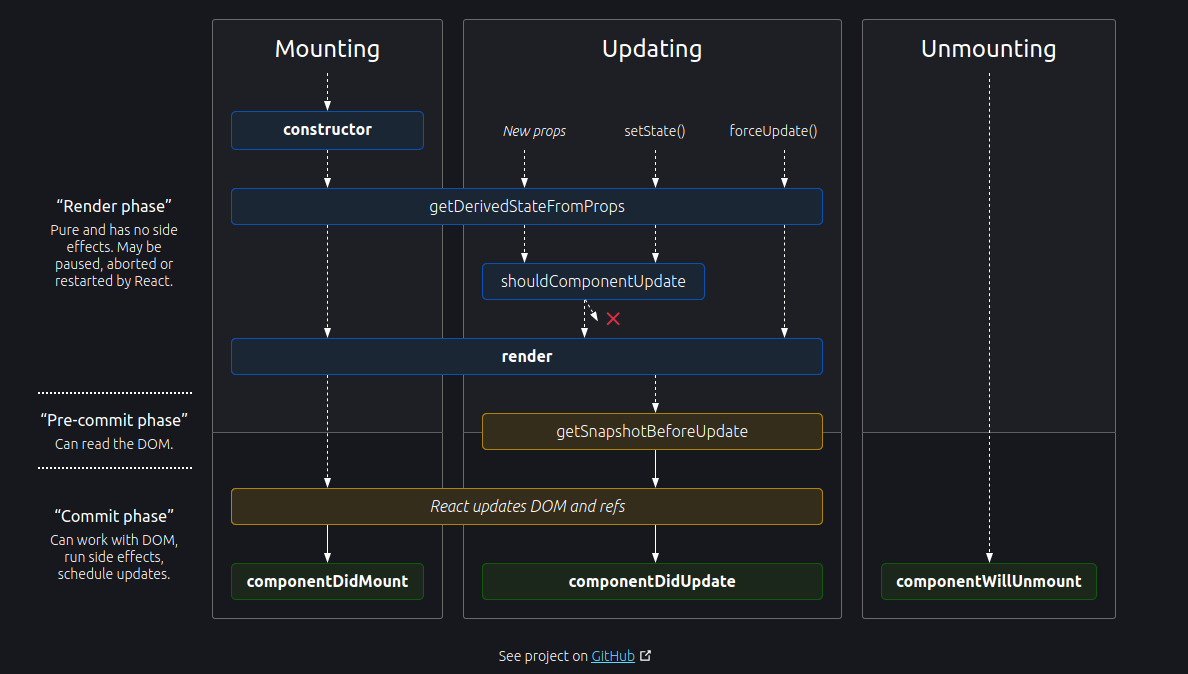 Mounting
Updating
Unmounting
constructor
New props
setState()
forceUpdate()
“Render phase”
Pure and has no side
effects. May be
paused, aborted or
restarted by React.
getDerivedStateFromProps
shouldComponentUpdate
render
“Pre-commit phase”
Can read the DOM.
getSnapshotBeforeUpdate
“Commit phase”
Can work with DOM,
run side effects,
schedule updates.
React updates DOM and refs
componentDidMount
componentDidUpdate
componentWillUnmount
See project on GitHub